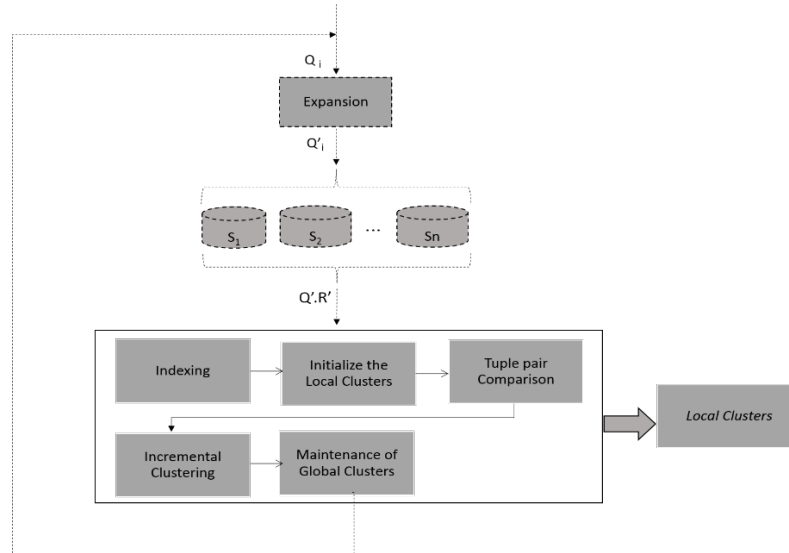 Q i
Expansion
Q'i
S1 S2 ... Sn
Q'.R'
Indexing
Initialize the
Local Clusters
Tuple pair
Comparison
Local Clusters
Incremental
Clustering
Maintenance of
Global Clusters